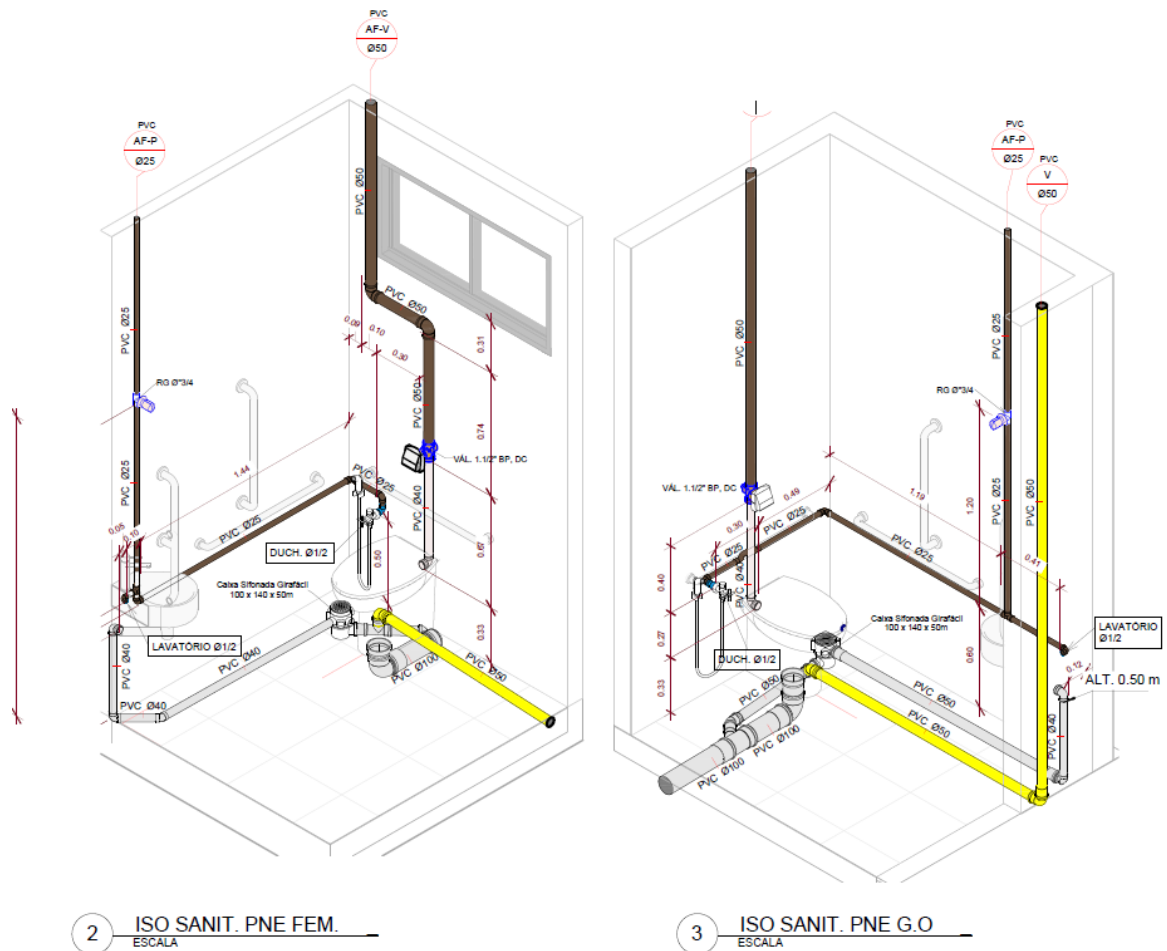 PVC
AF-V
Ø50
PVC
AF-P
Ø25
PVC Ø50
PVC Ø50
0.09
0.10
0.30
0.31
PVC Ø25
RG Ø"3/4
PVC Ø50
0.74
VÁL. 1.1/2" BP, DC
PVC Ø25
1.44
PVC Ø25
PVC Ø40
0.05
0.10
PVC Ø25
DUCH. Ø1/2
0.50
0.67
Caixa Sifonada Girafácil
100 x 140 x 50m
LAVATÓRIO Ø1/2
0.33
PVC Ø40
PVC Ø40
PVC Ø40
PVC Ø100
PVC Ø50
2
ISO SANIT. PNE FEM.
ESCALA
PVC
AF-P
Ø25
PVC
V
Ø50
PVC Ø50
PVC Ø25
RG Ø"3/4
VÁL. 1.1/2" BP, DC
0.49
0.30
PVC Ø25
PVC Ø25
1.19
1.20
PVC Ø25
PVC Ø50
PVC Ø25
0.41
0.40
PVC Ø40
Caixa Sifonada Girafácil
100 x 140 x 50m
LAVATÓRIO
Ø1/2
0.27
DUCH. Ø1/2
0.60
0.12
ALT. 0.50 m
0.33
PVC Ø50
PVC Ø50
PVC Ø50
PVC Ø40
PVC Ø100
PVC Ø100
3
ISO SANIT. PNE G.O
ESCALA